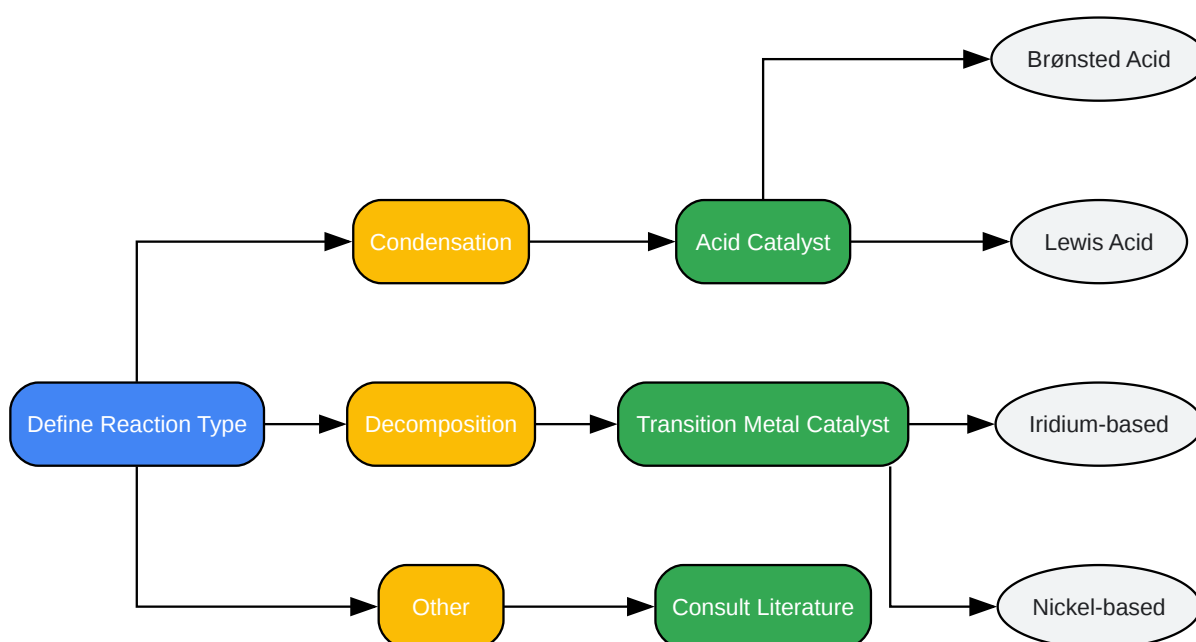 Brønsted Acid
Condensation
Acid Catalyst
Lewis Acid
Define Reaction Type
Decomposition
Transition Metal Catalyst
Iridium-based
Other
Consult Literature
Nickel-based